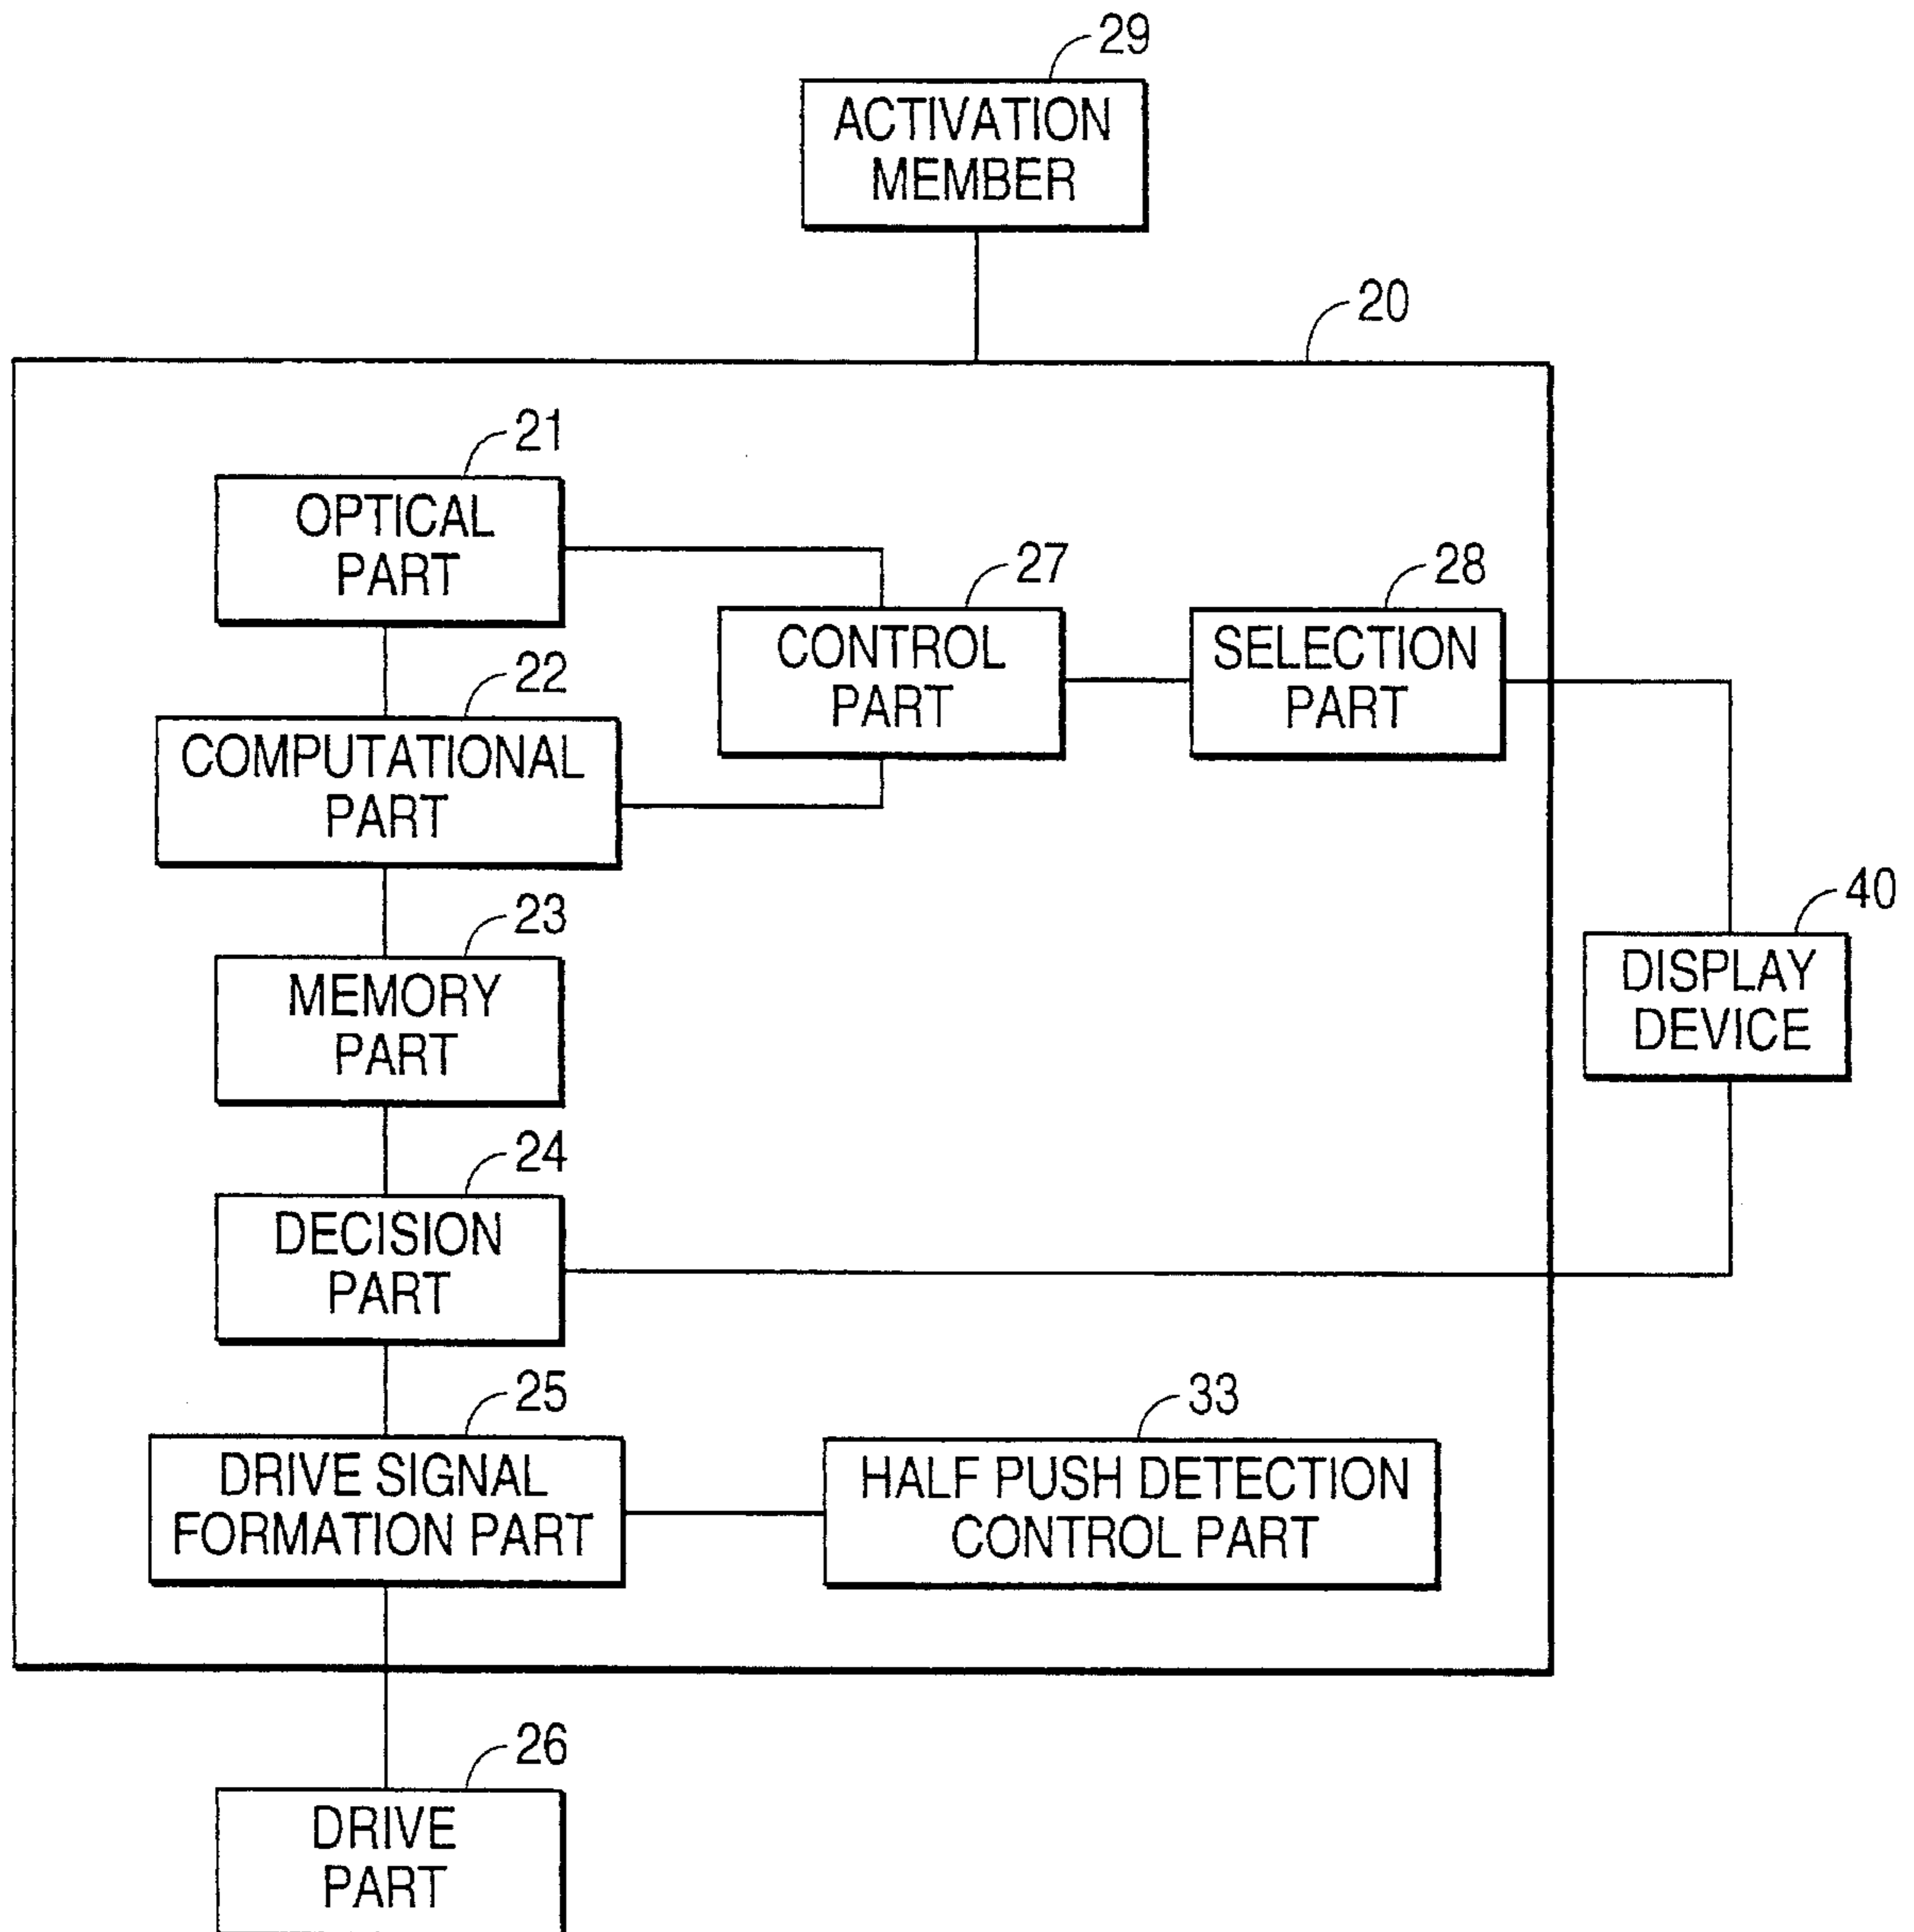 29
ACTIVATION
MEMBER
20
21
OPTICAL
PART
27
CONTROL
PART
28
SELECTION
PART
22
COMPUTATIONAL
PART
23
MEMORY
PART
40
DISPLAY
DEVICE
24
DECISION
PART
25
DRIVE SIGNAL
FORMATION PART
33
HALF PUSH DETECTION
CONTROL PART
26
DRIVE
PART